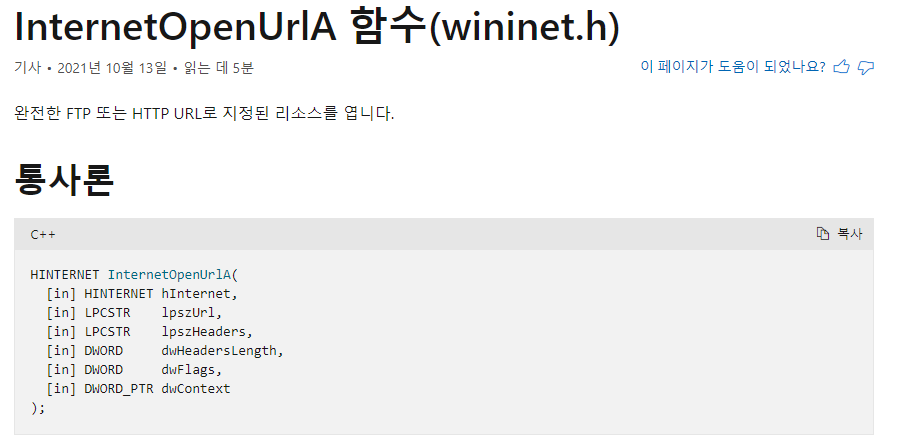 InternetOpenUrlA 함수(wininet.h)
기사 • 2021년 10월 13일 • 읽는 데 5분
이 페이지가 도움이 되었나요?
완전한 FTP 또는 HTTP URL로 지정된 리소스를 엽니다.
통사론
C++
복사
HINTERNET InternetOpenUrlA(
  [in] HINTERNET hInternet,
  [in] LPCSTR    lpszUrl,
  [in] LPCSTR    lpszHeaders,
  [in] DWORD     dwHeadersLength,
  [in] DWORD     dwFlags,
  [in] DWORD_PTR dwContext
);